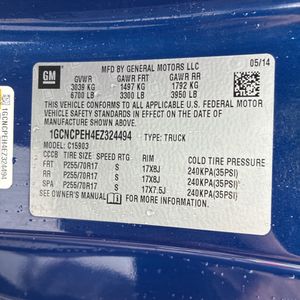 GM
MFD BY GENERAL MOTORS LLC
05/14
GVWR GAWR FRT GAWR RR
3039 KG 1497 KG 1792 KG
6700 LB 3300 LB 3950 LB
THIS VEHICLE CONFORMS TO ALL APPLICABLE U.S. FEDERAL MOTOR
VEHICLE SAFETY STANDARDS IN EFFECT ON THE DATE OF
MANUFACTURE SHOWN ABOVE.
1GCNCPEH4EZ324494 TYPE: TRUCK
MODEL: C15903
CCCB TIRE SIZE SPEED RTG RIM COLD TIRE PRESSURE
FRT P255/70R17 S 17X8J 240KPA(35PSI)
RR P255/70R17 S 17X8J 240KPA(35PSI)
SPA P255/70R17 S 17X7.5J 240KPA(35PSI)
SEE OWNER'S MANUAL FOR MORE INFORMATION.
1GCNCPEH4EZ324494